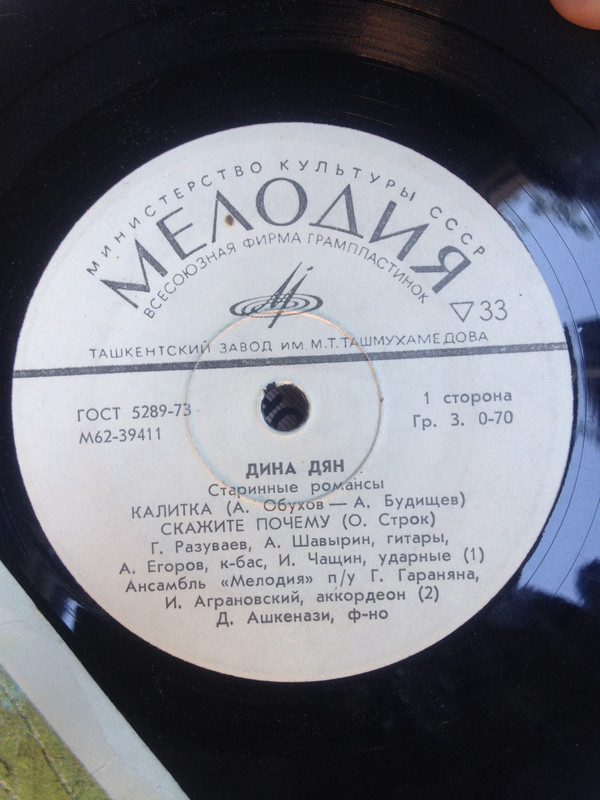 МИНИСТЕРСТВО КУЛЬТУРЫ СССР
МЕЛОДИЯ
ВСЕСОЮЗНАЯ ФИРМА ГРАМПЛАСТИНОК
33
ТАШКЕНТСКИЙ ЗАВОД ИМ М.Т.ТАШМУХАМЕДОВА
ГОСТ 5289-73
М62-39411
1 сторона
Гр. 3. 0-70
ДИНА ДЯН
Старинные романсы
КАЛИТКА (А. Обухов — А. Будищев)
СКАЖИТЕ ПОЧЕМУ (О. Строк)
Г. Разуваев, А. Шавырин, гитары,
А. Егоров, к-бас, И. Чащин, ударные (1)
Ансамбль «Мелодия» п/у Г. Гараняна,
И. Аграновский, аккордеон (2)
Д. Ашкенази, ф-но